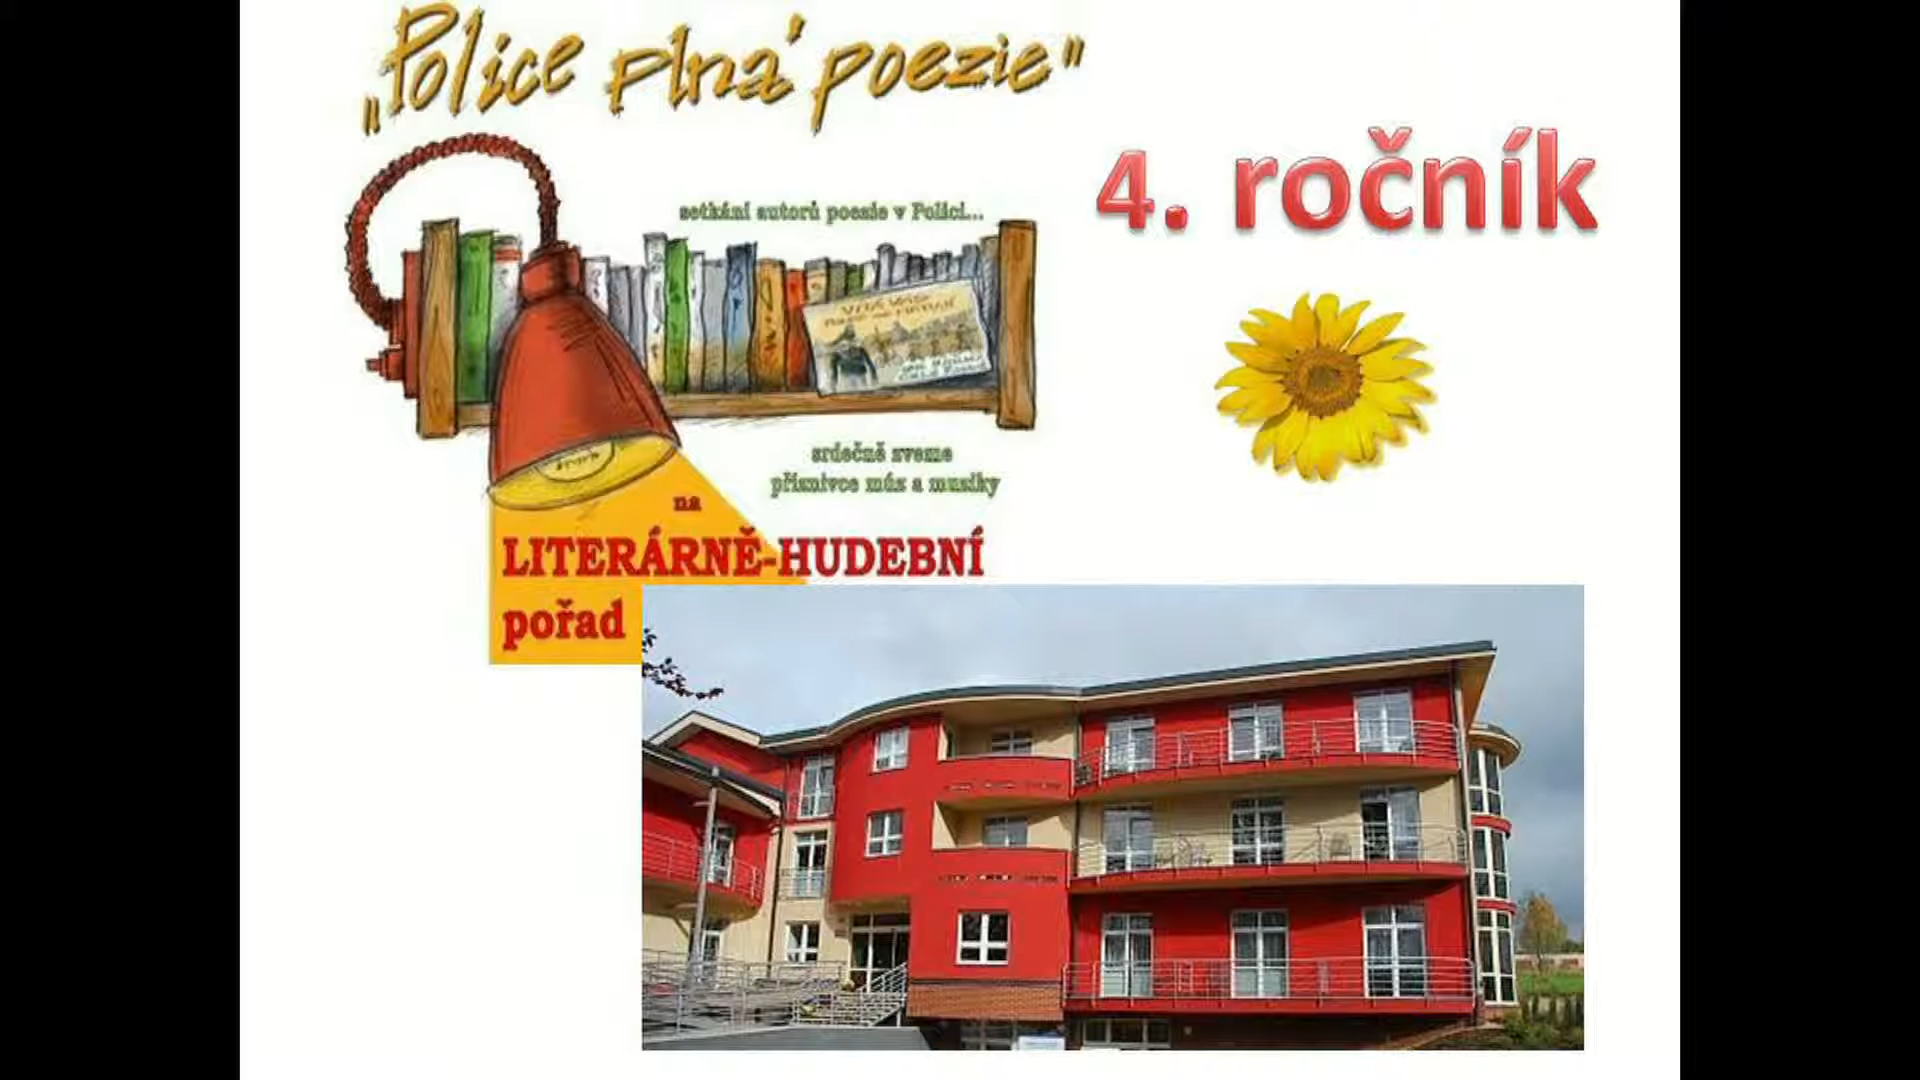 „Police plná poezie"
4. ročník
setkání autorů poezie v Polici...
srdečně zveme
příznivce múz a muziky
na
LITERÁRNĚ-HUDEBNÍ
pořad